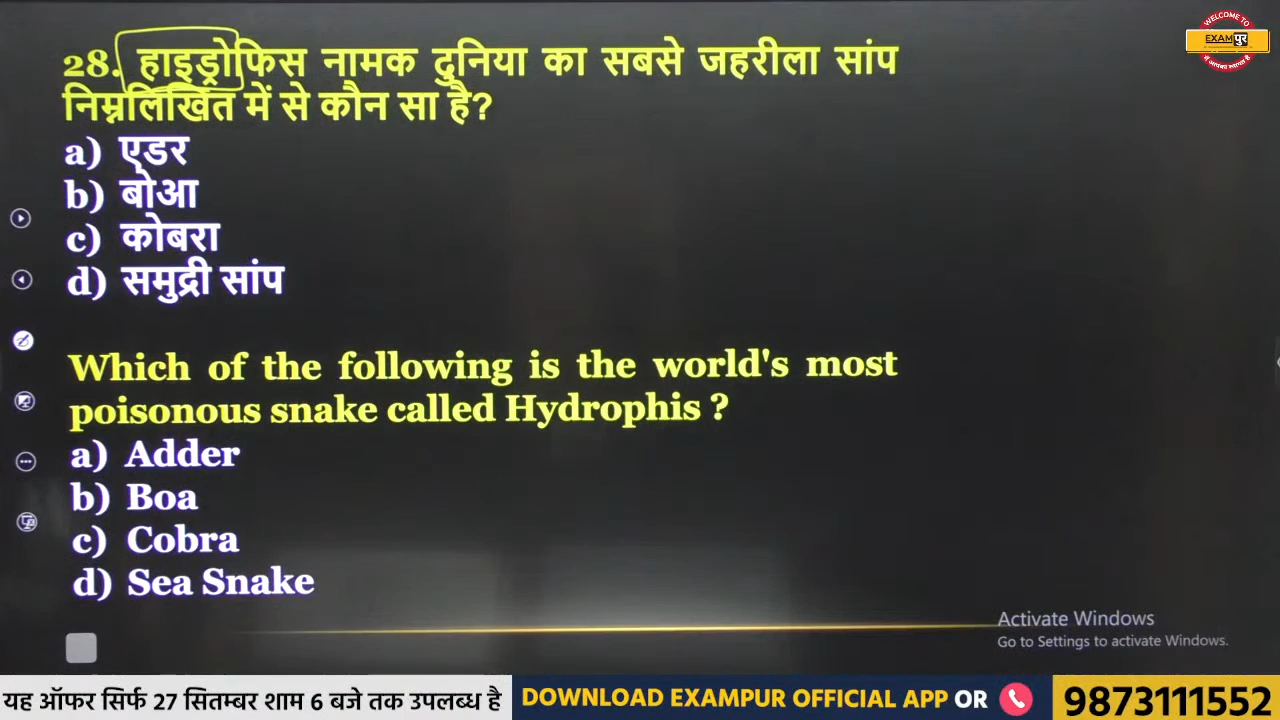 WELCOME TO
EXAMपुर
28. हाइड्रोफिस नामक दुनिया का सबसे जहरीला सांप
निम्नलिखित में से कौन सा है?
a) एडर
b) बोआ
c) कोबरा
d) समुद्री सांप
Which of the following is the world's most
poisonous snake called Hydrophis ?
a) Adder
b) Boa
c) Cobra
d) Sea Snake
Activate Windows
Go to Settings to activate Windows.
यह ऑफर सिर्फ 27 सितम्बर शाम 6 बजे तक उपलब्ध है
DOWNLOAD EXAMPUR OFFICIAL APP OR
9873111552